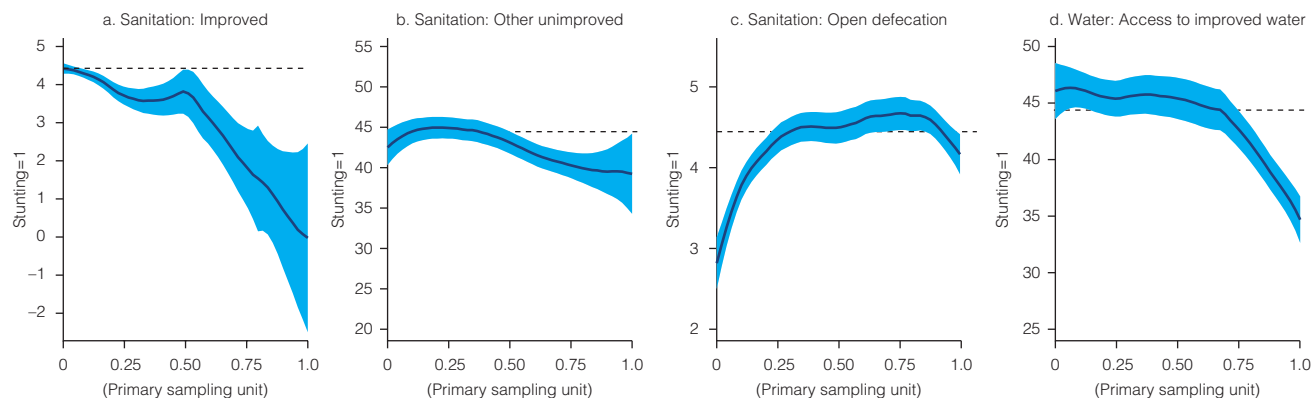 a. Sanitation: Improved
5
4
3
2
1
0
−1
−2
Stunting=1
0 0.25 0.50 0.75 1.0
(Primary sampling unit)
b. Sanitation: Other unimproved
55
50
45
40
35
30
25
20
Stunting=1
0 0.25 0.50 0.75 1.0
(Primary sampling unit)
c. Sanitation: Open defecation
5
4
3
2
Stunting=1
0 0.25 0.50 0.75 1.0
(Primary sampling unit)
d. Water: Access to improved water
50
45
40
35
30
25
Stunting=1
0 0.25 0.50 0.75 1.0
(Primary sampling unit)